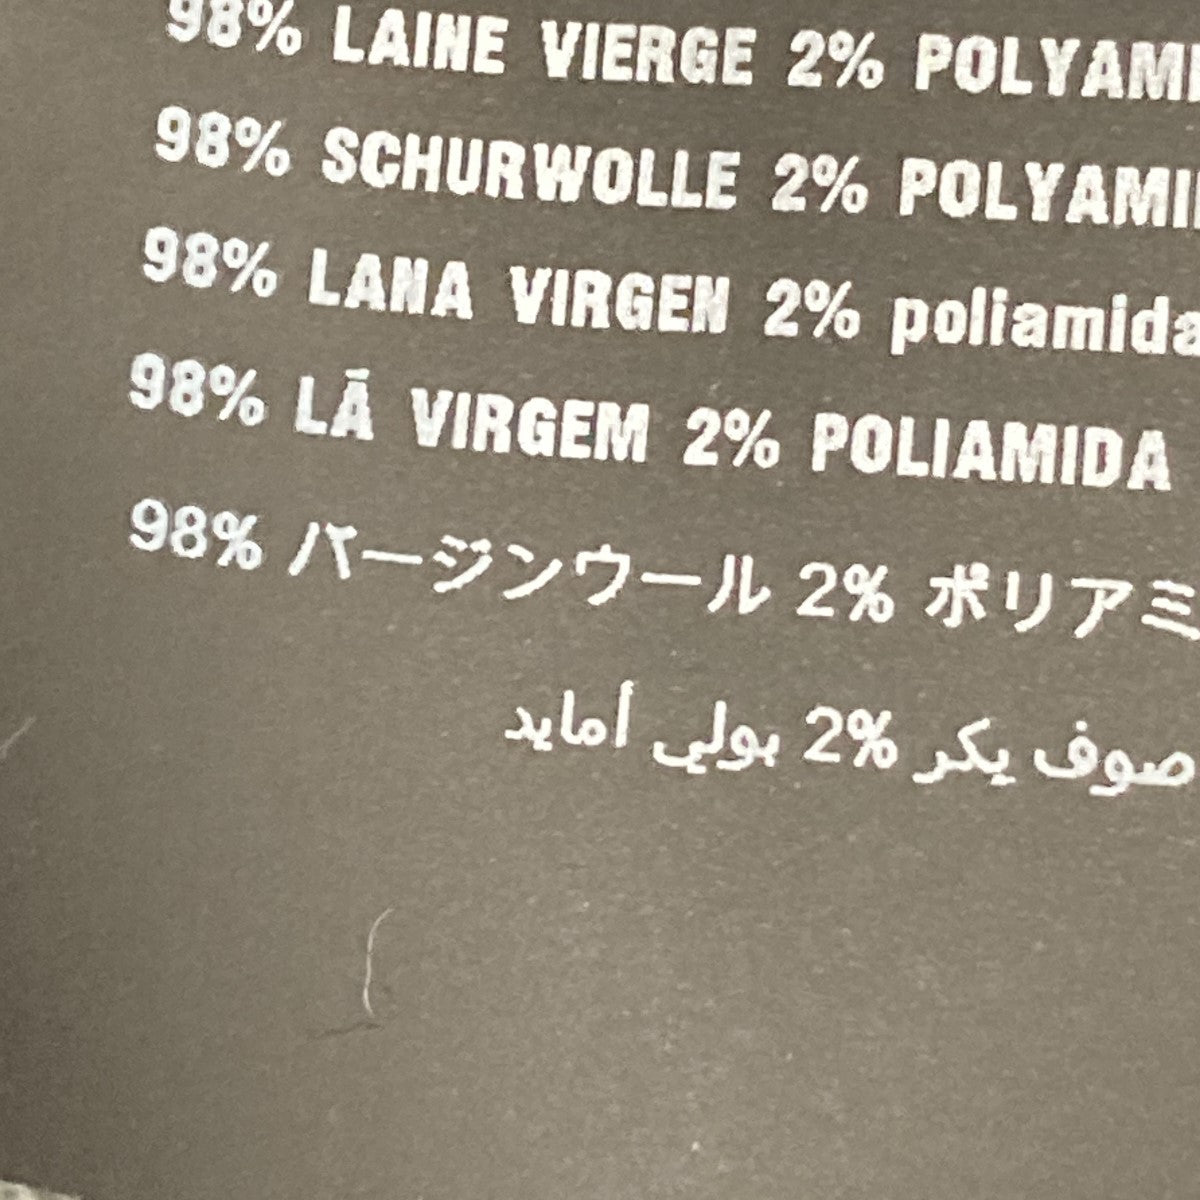 98% LAINE VIERGE 2% POLYAMI
98% SCHURWOLLE 2% POLYAMI
98% LANA VIRGEN 2% poliamida
98% LÃ VIRGEM 2% POLIAMIDA
98% バージンウール 2% ポリアミ
صوف يكر 2% بولي أمايد